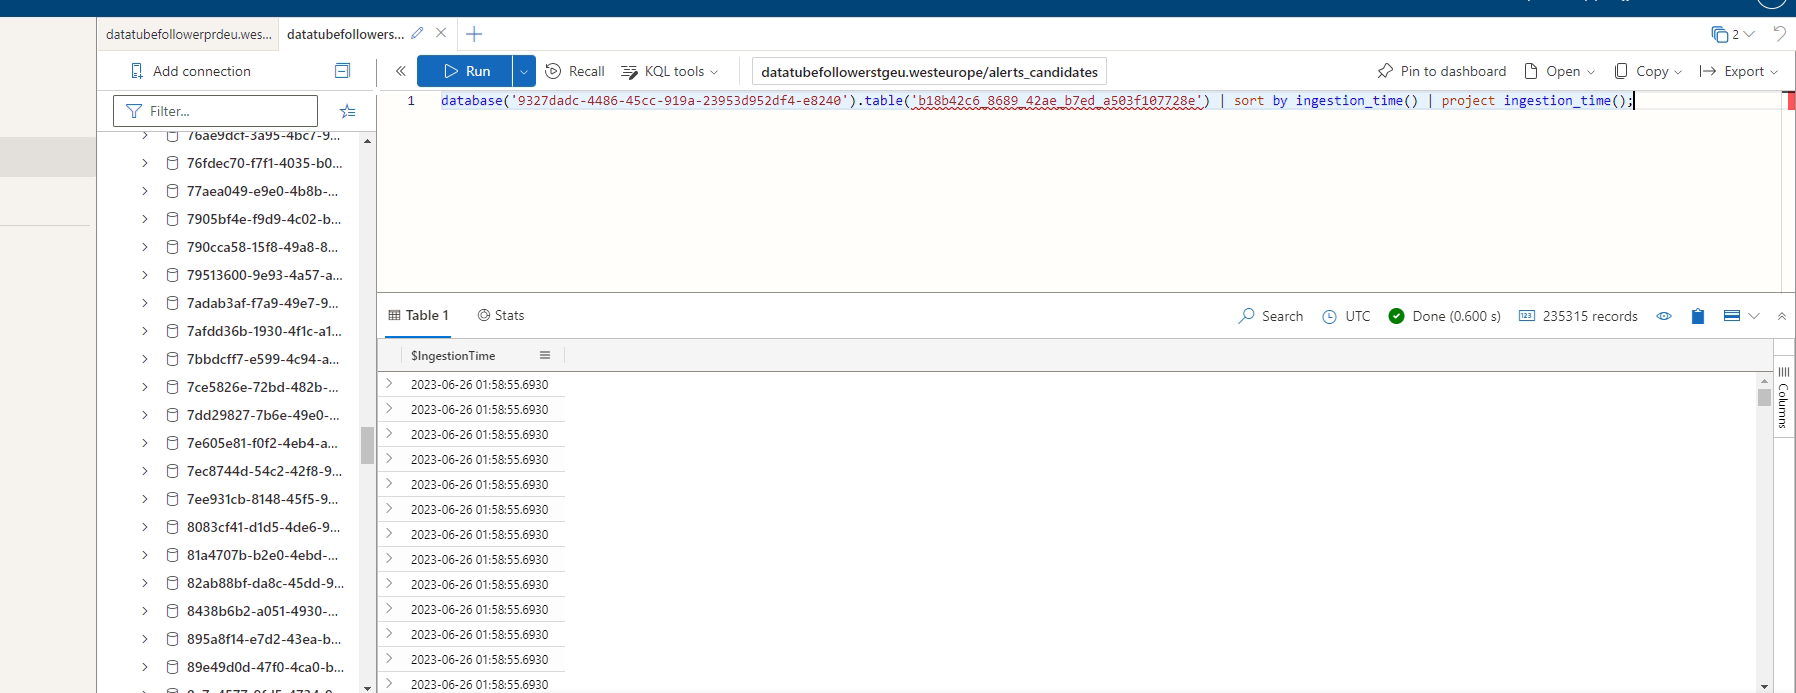 datatubefollowerprdeu.wes...
datatubefollowers...
2
Add connection
Run
Recall
KQL tools
datatubefollowerstgeu.westeurope/alerts_candidates
Pin to dashboard
Open
Copy
Export
Filter...
1 database('9327dadc-4486-45cc-919a-23953d952df4-e8240').table('b18b42c6_8689_42ae_b7ed_a503f107728e') | sort by ingestion_time() | project ingestion_time();
76ae9dcf-3a95-4bc7-9...
76fdec70-f7f1-4035-b0...
77aea049-e9e0-4b8b-...
7905bf4e-f9d9-4c02-b...
790cca58-15f8-49a8-8...
79513600-9e93-4a57-a...
7adab3af-f7a9-49e7-9...
7afdd36b-1930-4f1c-a1...
7bbdcff7-e599-4c94-a...
7ce5826e-72bd-482b-...
7dd29827-7b6e-49e0-...
7e605e81-f0f2-4eb4-a...
7ec8744d-54c2-42f8-9...
7ee931cb-8148-45f5-9...
8083cf41-d1d5-4de6-9...
81a4707b-b2e0-4ebd-...
82ab88bf-da8c-45dd-9...
8438b6b2-a051-4930-...
895a8f14-e7d2-43ea-b...
89e49d0d-47f0-4ca0-b...
Table 1
Stats
Search
UTC
Done (0.600 s)
123
235315 records
$IngestionTime
2023-06-26 01:58:55.6930
2023-06-26 01:58:55.6930
2023-06-26 01:58:55.6930
2023-06-26 01:58:55.6930
2023-06-26 01:58:55.6930
2023-06-26 01:58:55.6930
2023-06-26 01:58:55.6930
2023-06-26 01:58:55.6930
2023-06-26 01:58:55.6930
2023-06-26 01:58:55.6930
2023-06-26 01:58:55.6930
2023-06-26 01:58:55.6930
2023-06-26 01:58:55.6930
Columns